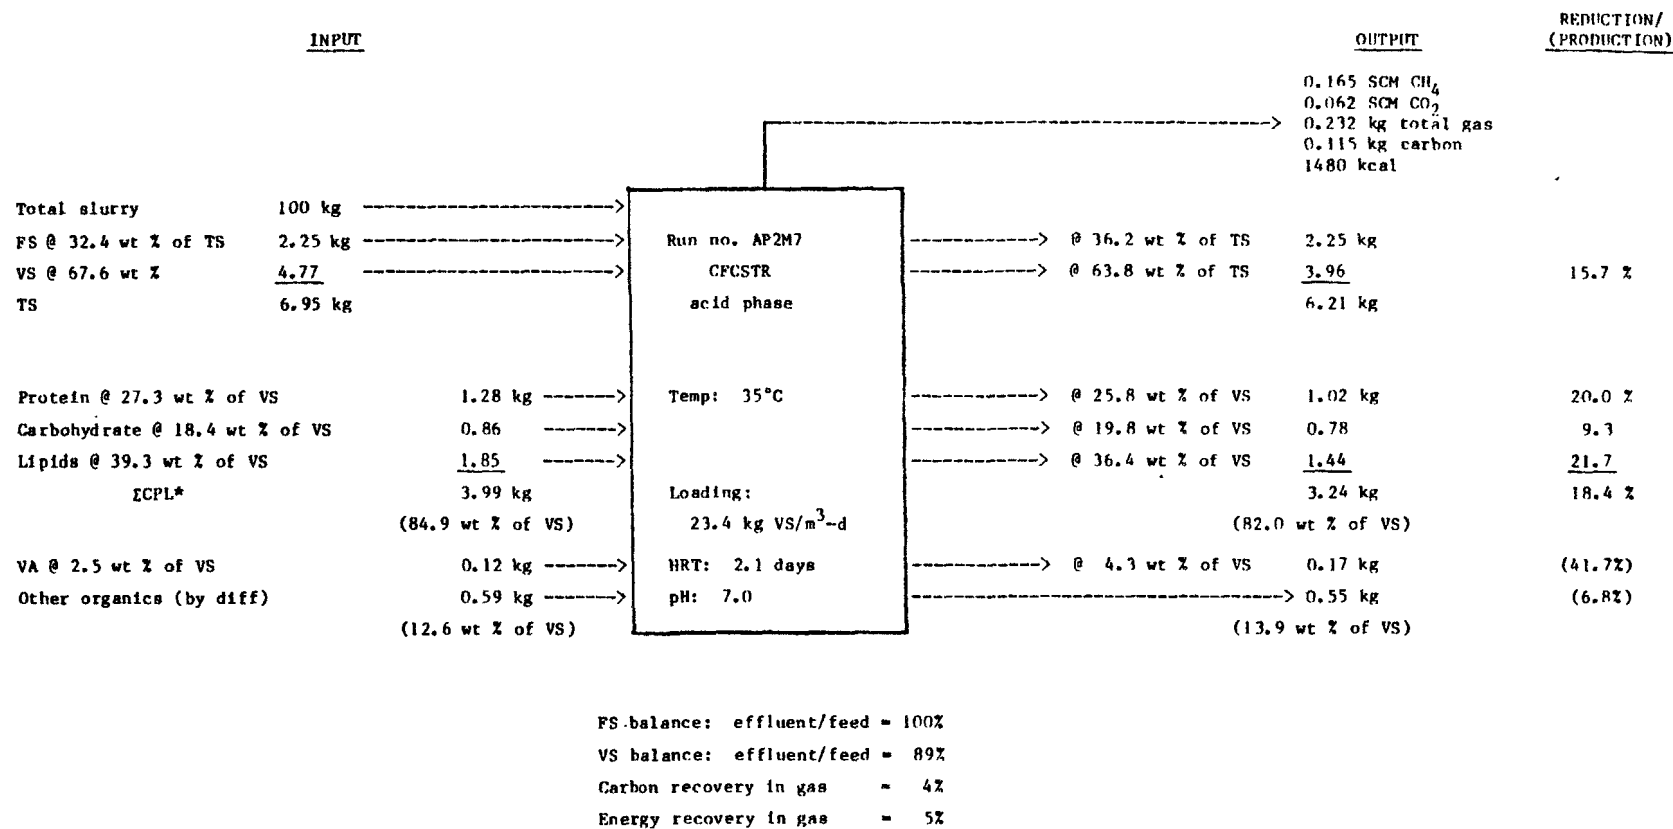 INPUT OUTPUT REDUCTION/
(PRODUCTION)
0.165 SCM CH4
0.062 SCM CO2
0.232 kg total gas
0.115 kg carbon
1480 kcal
Total slurry 100 kg
FS @ 32.4 wt % of TS 2.25 kg Run no. AP2M7 @ 36.2 wt % of TS 2.25 kg
VS @ 67.6 wt % 4.77 CFCSTR @ 63.8 wt % of TS 3.96 15.7 %
TS 6.95 kg acid phase 6.21 kg
Protein @ 27.3 wt % of VS 1.28 kg Temp: 35°C @ 25.8 wt % of VS 1.02 kg 20.0 %
Carbohydrate @ 18.4 wt % of VS 0.86 @ 19.8 wt % of VS 0.78 9.3
Lipids @ 39.3 wt % of VS 1.85 @ 36.4 wt % of VS 1.44 21.7
ΣCPL* 3.99 kg Loading: 3.24 kg 18.4 %
(84.9 wt % of VS) 23.4 kg VS/m3-d (82.0 wt % of VS)
VA @ 2.5 wt % of VS 0.12 kg HRT: 2.1 days @ 4.3 wt % of VS 0.17 kg (41.7%)
Other organics (by diff) 0.59 kg pH: 7.0 0.55 kg (6.8%)
(12.6 wt % of VS) (13.9 wt % of VS)
FS balance: effluent/feed = 100%
VS balance: effluent/feed = 89%
Carbon recovery in gas = 4%
Energy recovery in gas = 5%